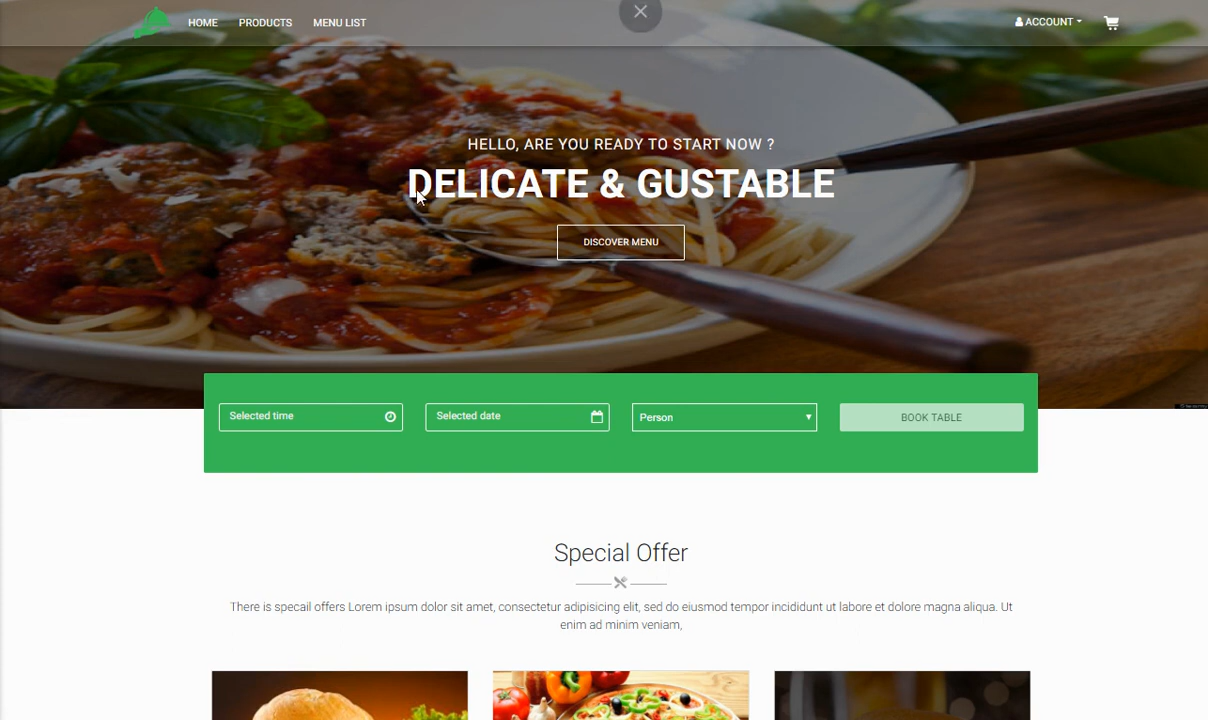 HOME PRODUCTS MENU LIST ACCOUNT
HELLO, ARE YOU READY TO START NOW ?
DELICATE & GUSTABLE
DISCOVER MENU
Selected time Selected date Person BOOK TABLE
Special Offer
There is specail offers Lorem ipsum dolor sit amet, consectetur adipisicing elit, sed do eiusmod tempor incididunt ut labore et dolore magna aliqua. Ut
enim ad minim veniam,